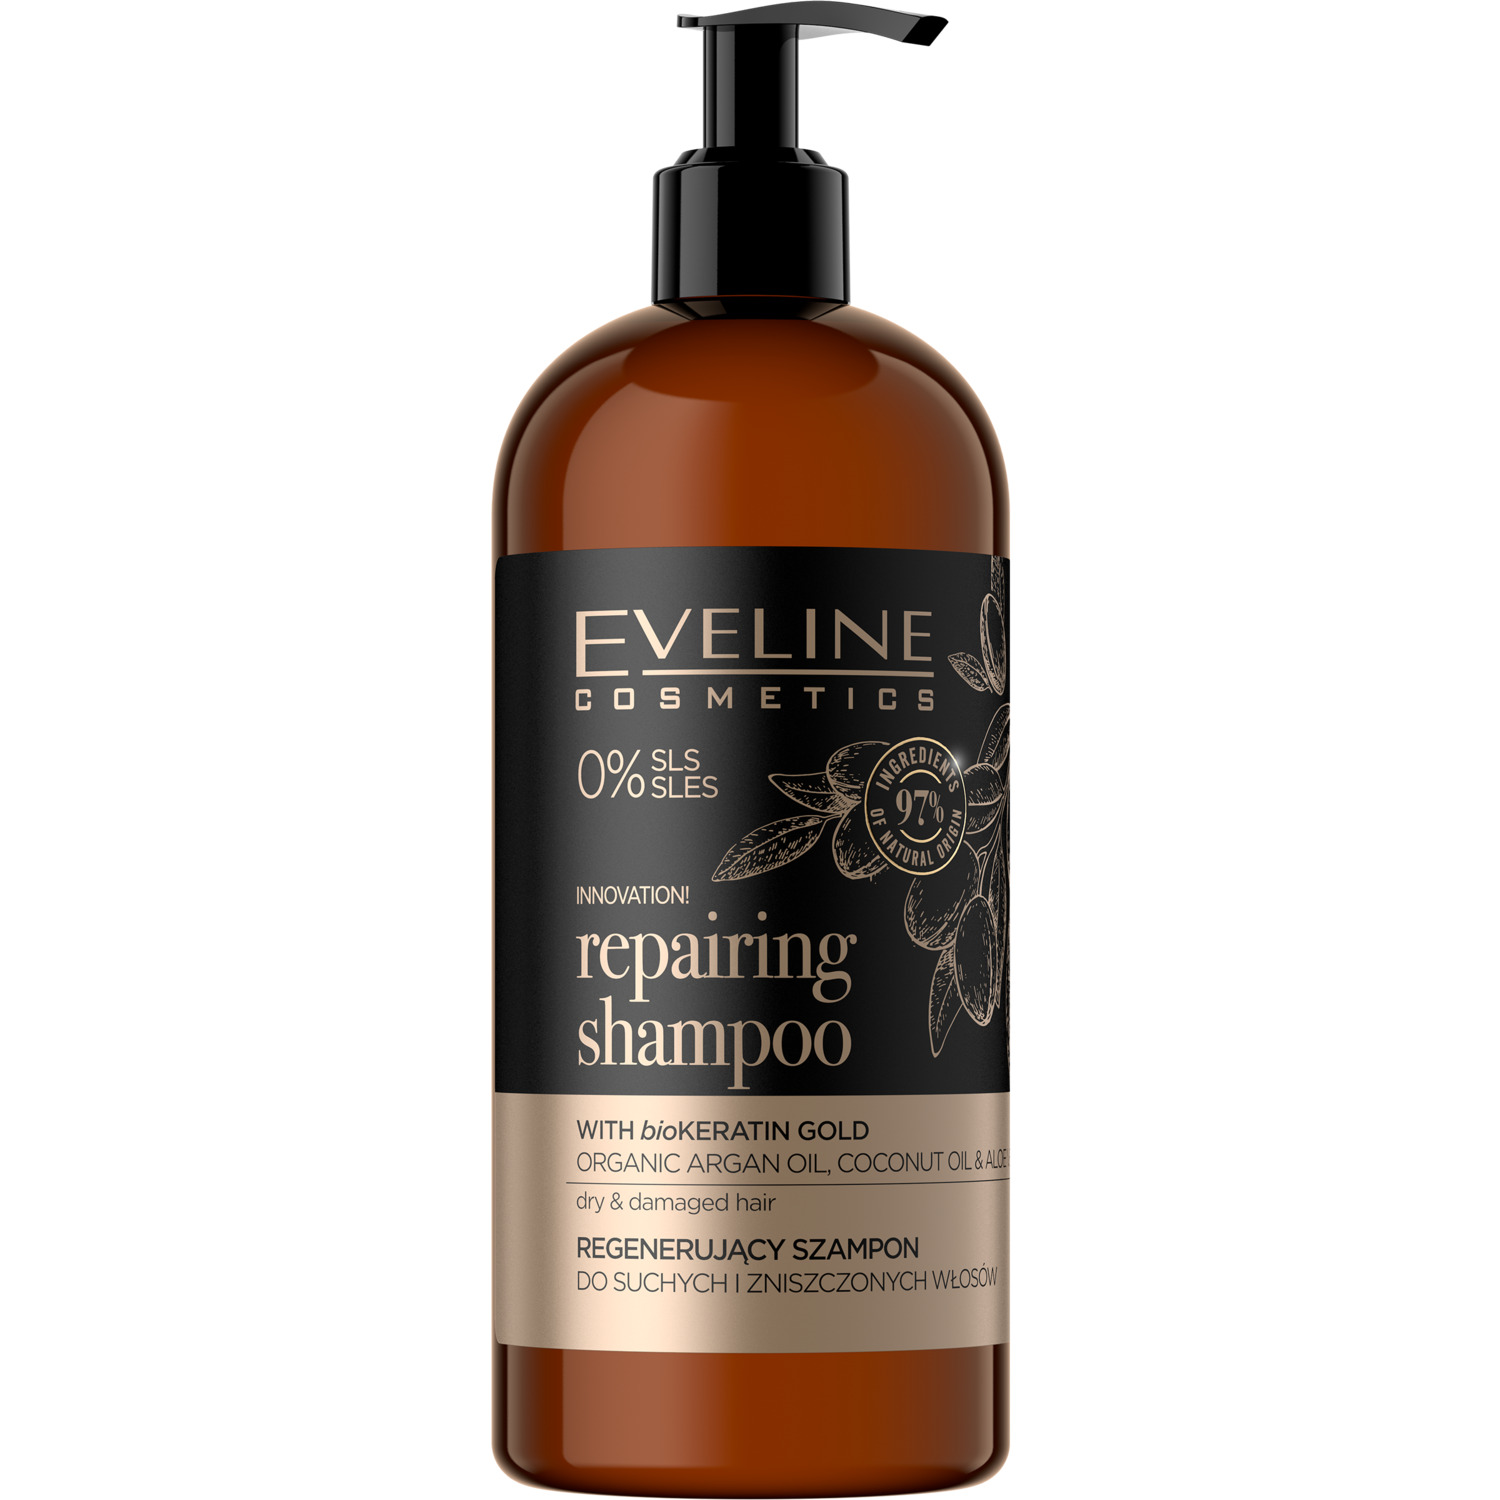 EVELINE
COSMETICS
0% SLS
SLES
INGREDIENTS
97%
OF NATURAL ORIGIN
INNOVATION!
repairing
shampoo
WITH bioKERATIN GOLD
ORGANIC ARGAN OIL, COCONUT OIL & ALOE
dry & damaged hair
REGENERUJĄCY SZAMPON
DO SUCHYCH I ZNISZCZONYCH WŁOSÓW